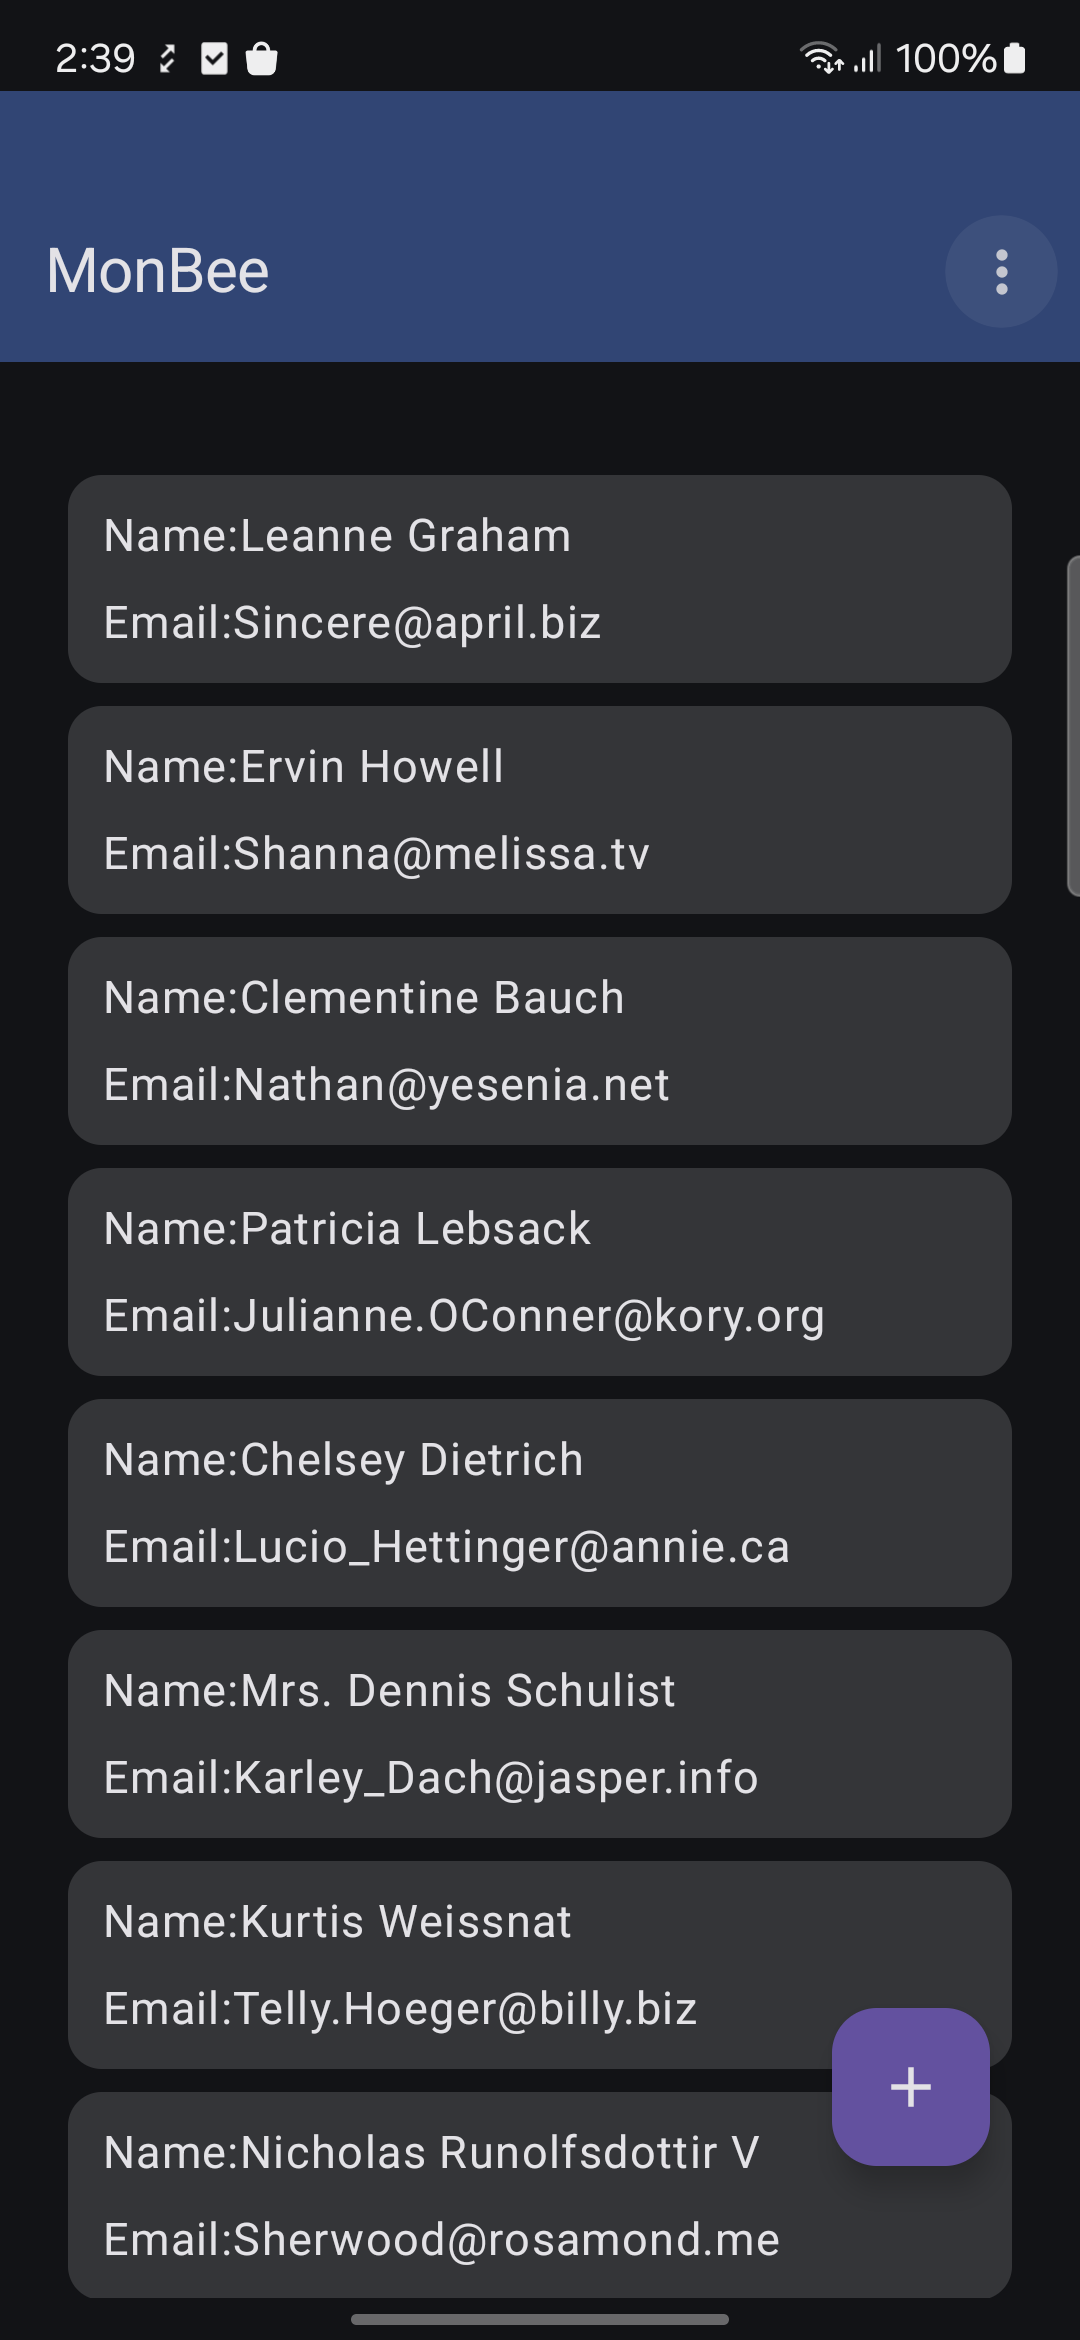 2:39 100%
MonBee
Name:Leanne Graham
Email:Sincere@april.biz
Name:Ervin Howell
Email:Shanna@melissa.tv
Name:Clementine Bauch
Email:Nathan@yesenia.net
Name:Patricia Lebsack
Email:Julianne.OConner@kory.org
Name:Chelsey Dietrich
Email:Lucio_Hettinger@annie.ca
Name:Mrs. Dennis Schulist
Email:Karley_Dach@jasper.info
Name:Kurtis Weissnat
Email:Telly.Hoeger@billy.biz
Name:Nicholas Runolfsdottir V
Email:Sherwood@rosamond.me